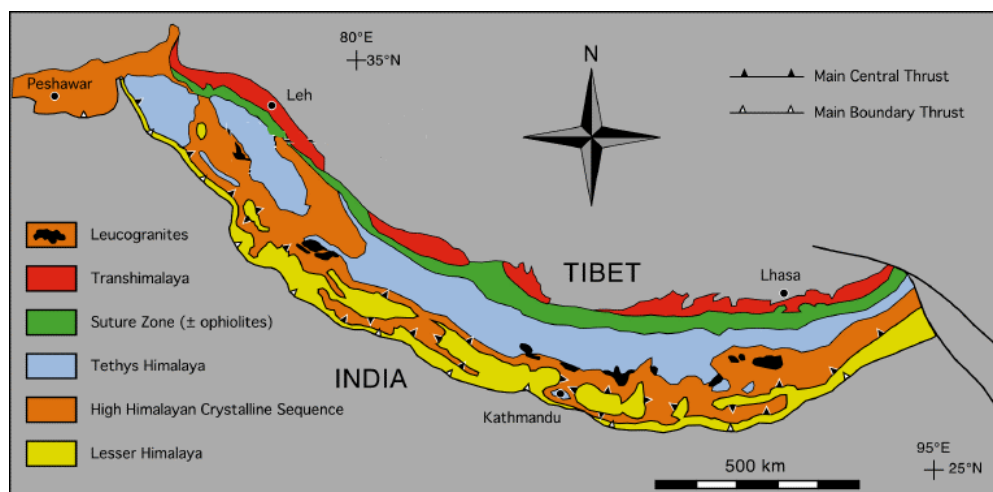 80°E
35°N
N
Main Central Thrust
Main Boundary Thrust
Peshawar
Leh
Leucogranites
Transhimalaya
Suture Zone (± ophiolites)
Tethys Himalaya
High Himalayan Crystalline Sequence
Lesser Himalaya
TIBET
Lhasa
INDIA
Kathmandu
95°E
25°N
500 km